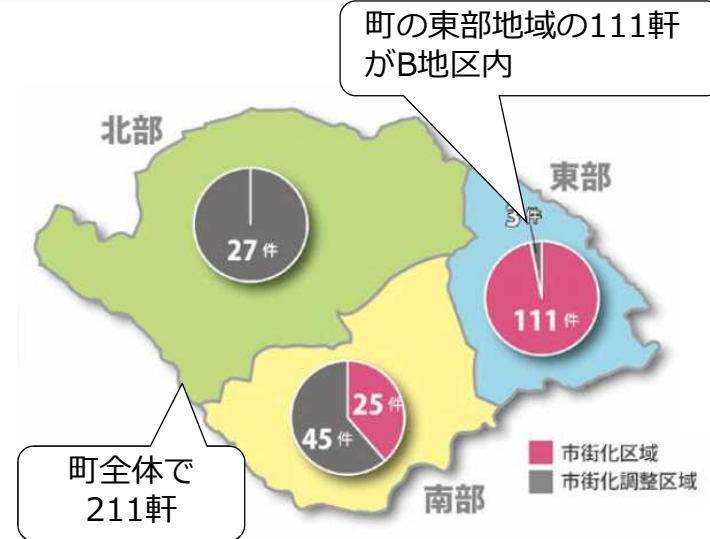 町の東部地域の111軒
がB地区内
北部
東部
3件
27件
111件
25件
45件
町全体で
211軒
南部
市街化区域
市街化調整区域